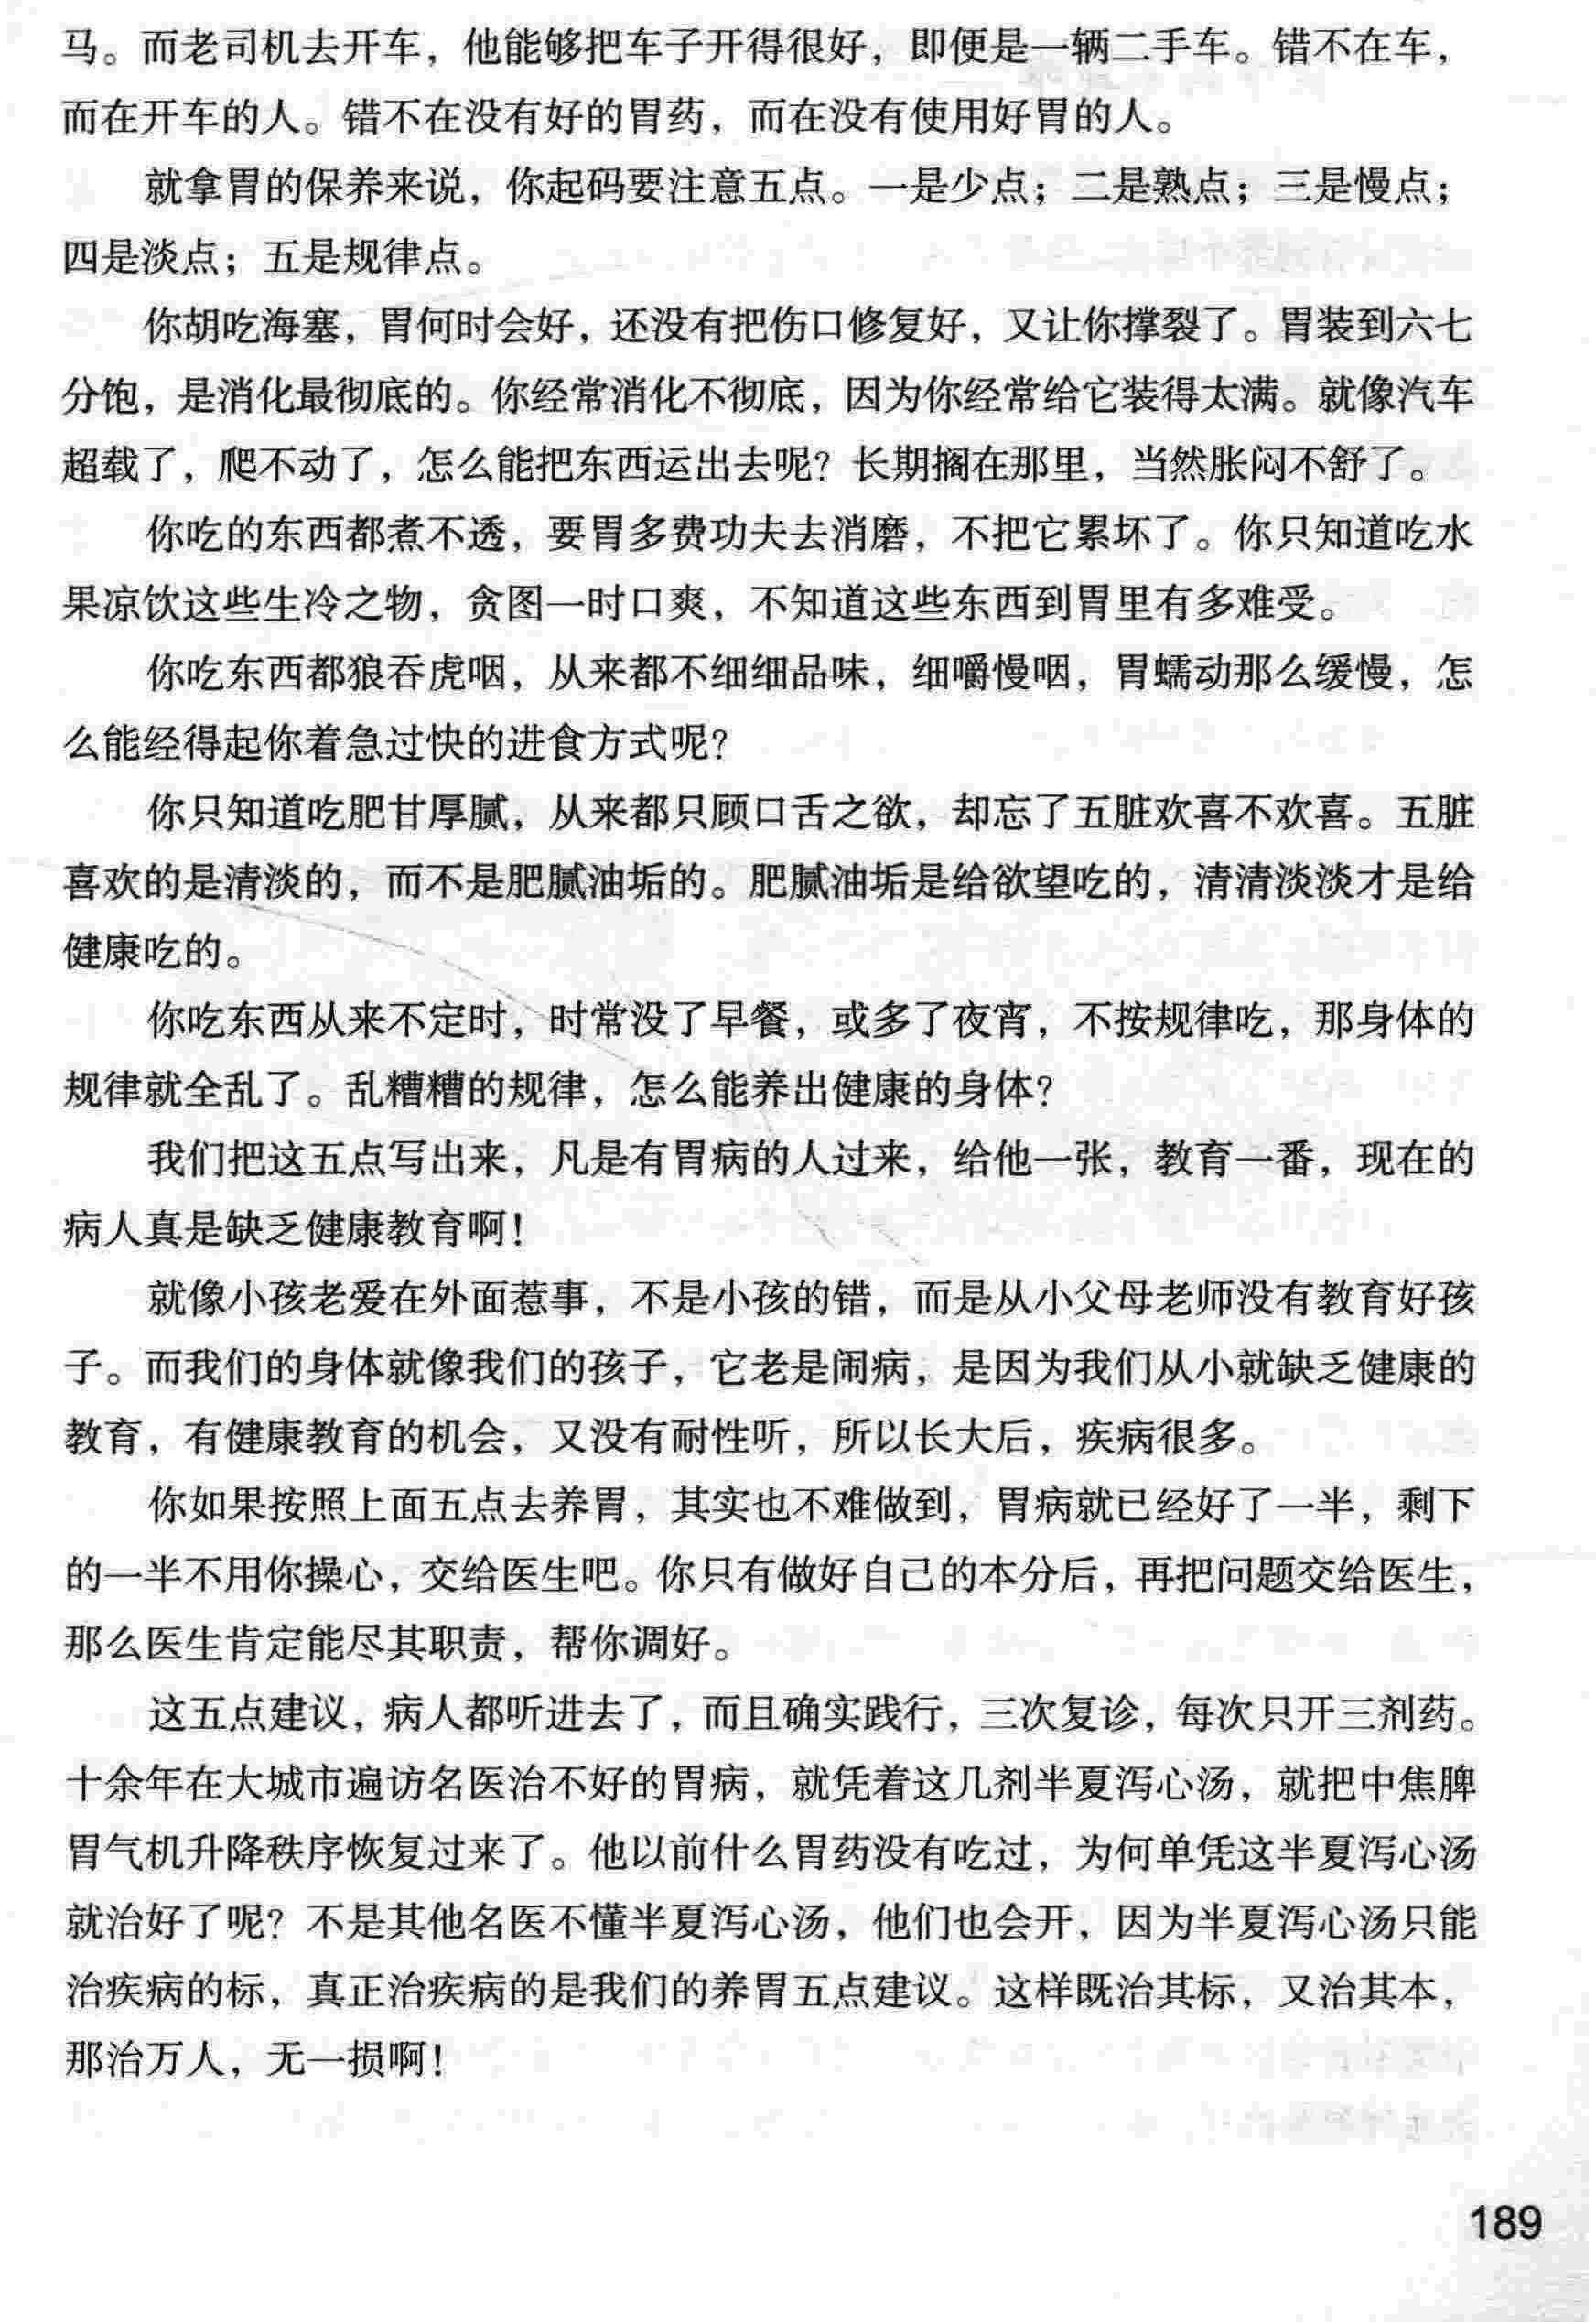 马。而老司机去开车，他能够把车子开得很好，即便是一辆二手车。错不在车，
而在开车的人。错不在没有好的胃药，而在没有使用好胃的人。
就拿胃的保养来说，你起码要注意五点。一是少点；二是熟点；三是慢点；
四是淡点；五是规律点。
你胡吃海塞，胃何时会好，还没有把伤口修复好，又让你撑裂了。胃装到六七
分饱，是消化最彻底的。你经常消化不彻底，因为你经常给它装得太满。就像汽车
超载了，爬不动了，怎么能把东西运出去呢？长期搁在那里，当然胀闷不舒了。
你吃的东西都煮不透，要胃多费功夫去消磨，不把它累坏了。你只知道吃水
果凉饮这些生冷之物，贪图一时口爽，不知道这些东西到胃里有多难受。
你吃东西都狼吞虎咽，从来都不细细品味，细嚼慢咽，胃蠕动那么缓慢，怎
么能经得起你着急过快的进食方式呢？
你只知道吃肥甘厚腻，从来都只顾口舌之欲，却忘了五脏欢喜不欢喜。五脏
喜欢的是清淡的，而不是肥腻油垢的。肥腻油垢是给欲望吃的，清清淡淡才是给
健康吃的。
你吃东西从来不定时，时常没了早餐，或多了夜宵，不按规律吃，那身体的
规律就全乱了。乱糟糟的规律，怎么能养出健康的身体？
我们把这五点写出来，凡是有胃病的人过来，给他一张，教育一番，现在的
病人真是缺乏健康教育啊！
就像小孩老爱在外面惹事，不是小孩的错，而是从小父母老师没有教育好孩
子。而我们的身体就像我们的孩子，它老是闹病，是因为我们从小就缺乏健康的
教育，有健康教育的机会，又没有耐性听，所以长大后，疾病很多。
你如果按照上面五点去养胃，其实也不难做到，胃病就已经好了一半，剩下
的一半不用你操心，交给医生吧。你只有做好自己的本分后，再把问题交给医生，
那么医生肯定能尽其职责，帮你调好。
这五点建议，病人都听进去了，而且确实践行，三次复诊，每次只开三剂药。
十余年在大城市遍访名医治不好的胃病，就凭着这几剂半夏泻心汤，就把中焦脾
胃气机升降秩序恢复过来了。他以前什么胃药没有吃过，为何单凭这半夏泻心汤
就治好了呢？不是其他名医不懂半夏泻心汤，他们也会开，因为半夏泻心汤只能
治疾病的标，真正治疾病的是我们的养胃五点建议。这样既治其标，又治其本，
那治万人，无一损啊！
189